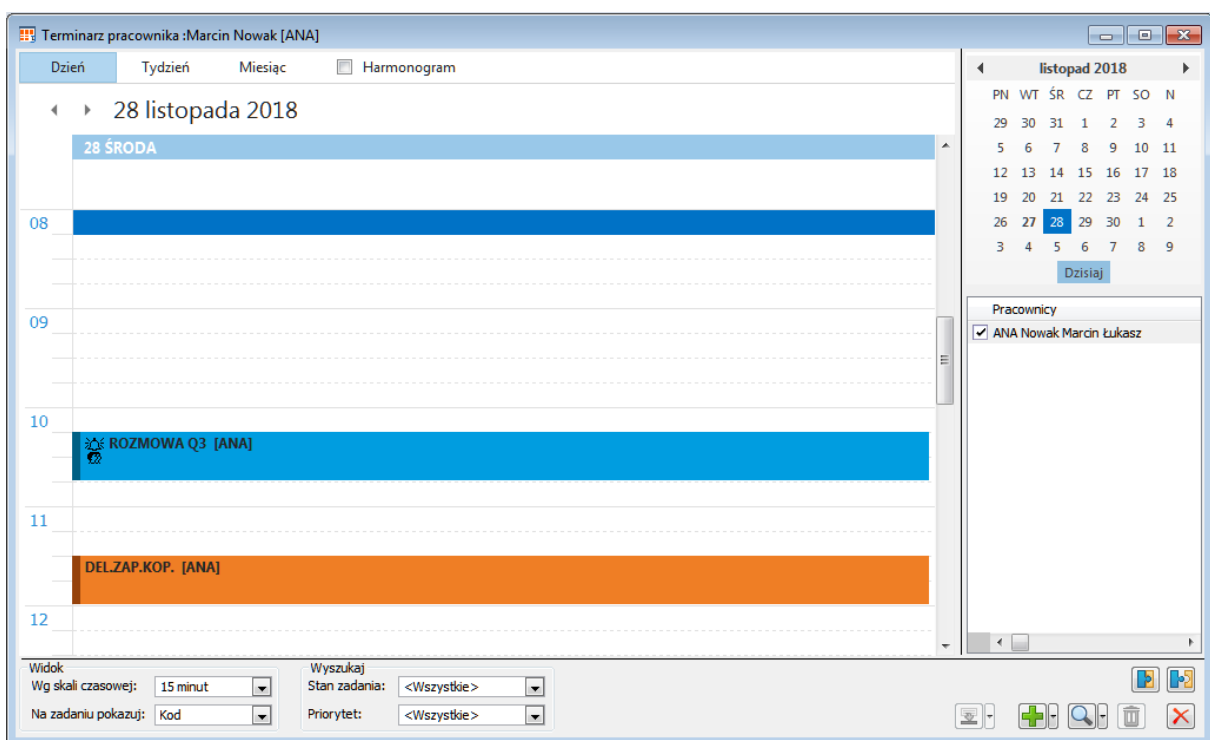 Terminarz pracownika :Marcin Nowak [ANA]
Dzień Tydzień Miesiąc Harmonogram
28 listopada 2018
28 ŚRODA
08
09
10
ROZMOWA Q3 [ANA]
11
DEL.ZAP.KOP. [ANA]
12
listopad 2018
PN WT ŚR CZ PT SO N
29 30 31 1 2 3 4
5 6 7 8 9 10 11
12 13 14 15 16 17 18
19 20 21 22 23 24 25
26 27 28 29 30 1 2
3 4 5 6 7 8 9
Dzisiaj
Pracownicy
ANA Nowak Marcin Łukasz
Widok
Wg skali czasowej: 15 minut
Na zadaniu pokazuj: Kod
Wyszukaj
Stan zadania: <Wszystkie>
Priorytet: <Wszystkie>